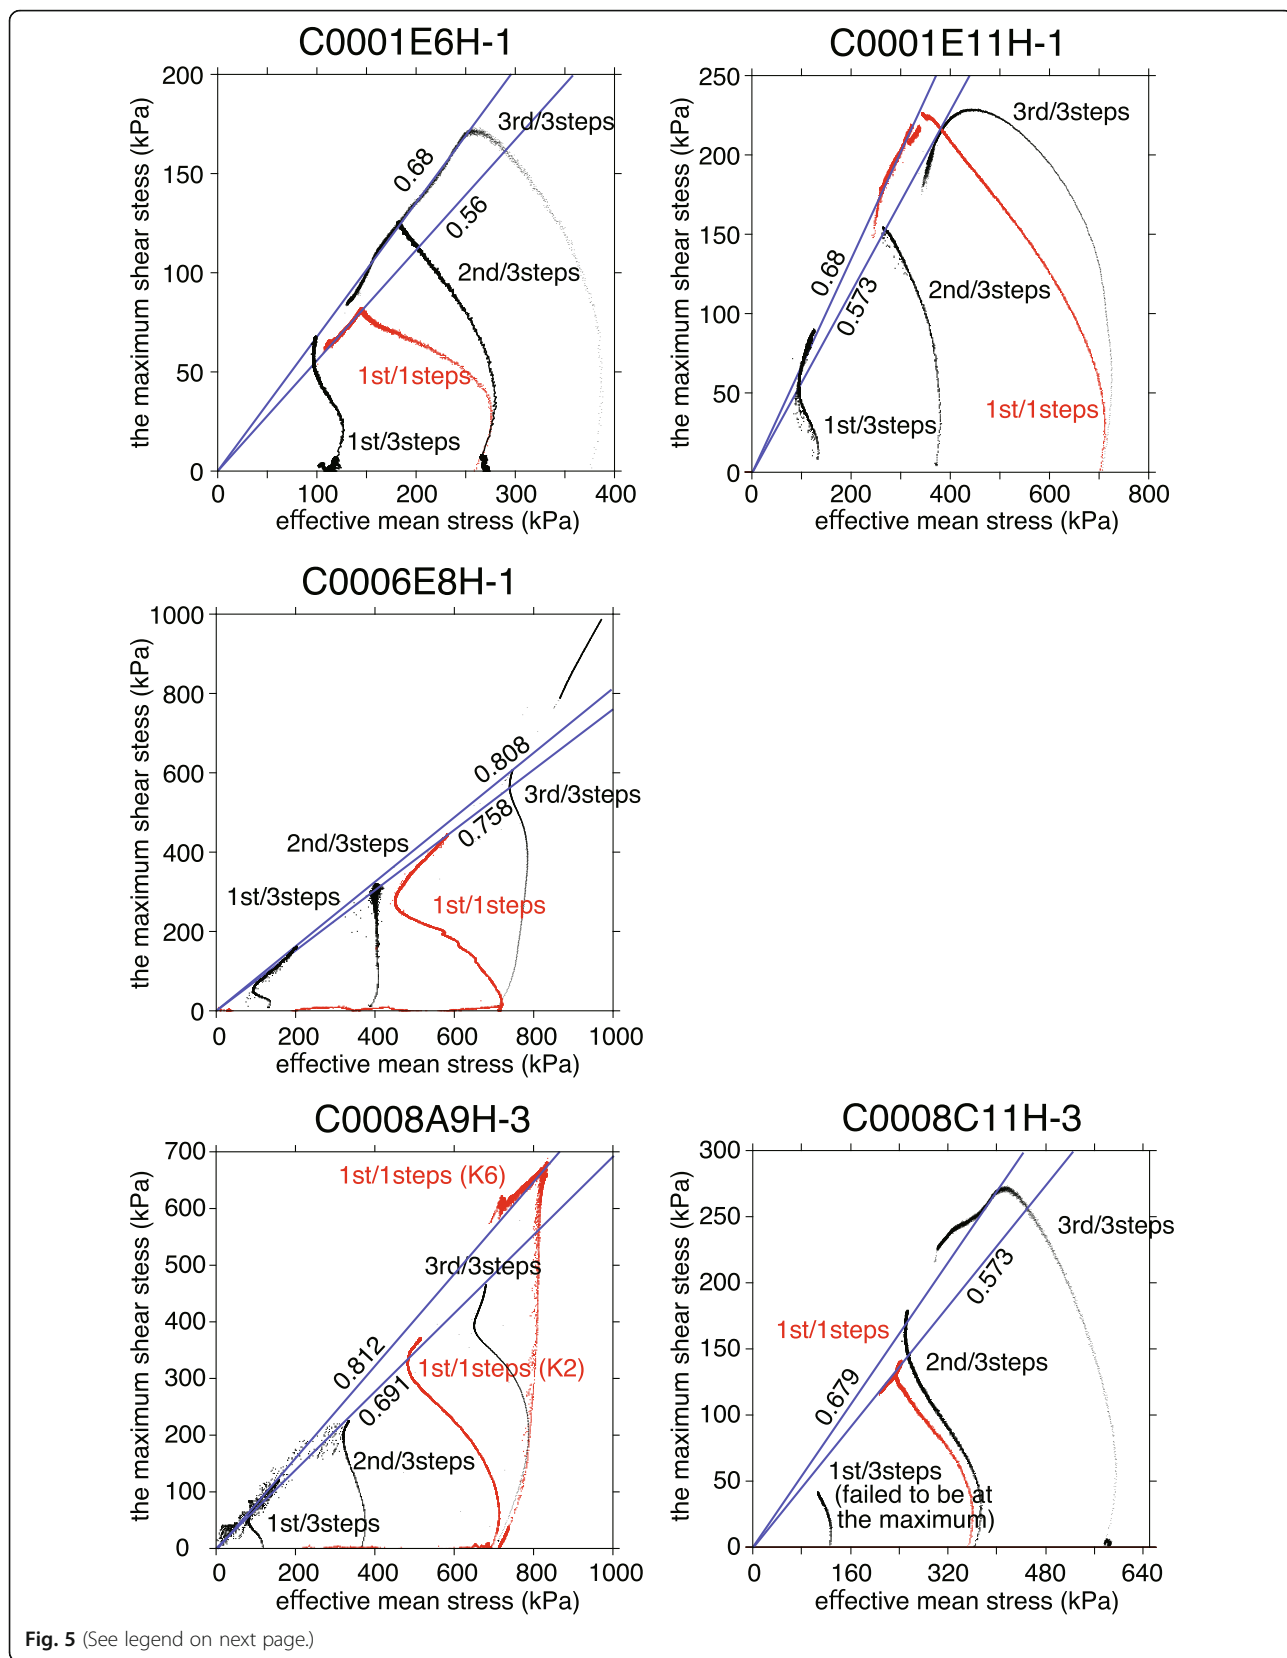 C0001E6H-1
the maximum shear stess (kPa)
200
150
100
50
0
0.68
0.56
3rd/3steps
2nd/3steps
1st/1steps
1st/3steps
0 100 200 300 400
effective mean stress (kPa)
C0001E11H-1
the maximum shear stess (kPa)
250
200
150
100
50
0
3rd/3steps
0.68
0.573
2nd/3steps
1st/1steps
1st/3steps
0 200 400 600 800
effective mean stress (kPa)
C0006E8H-1
the maximum shear stess (kPa)
1000
800
600
400
200
0
0.808
0.758
3rd/3steps
2nd/3steps
1st/3steps
1st/1steps
0 200 400 600 800 1000
effective mean stress (kPa)
C0008A9H-3
the maximum shear stess (kPa)
700
600
500
400
300
200
100
0
1st/1steps (K6)
3rd/3steps
0.812
0.691
1st/1steps (K2)
2nd/3steps
1st/3steps
0 200 400 600 800 1000
effective mean stress (kPa)
C0008C11H-3
the maximum shear stess (kPa)
300
250
200
150
100
50
0
3rd/3steps
0.573
1st/1steps
2nd/3steps
0.679
1st/3steps
(failed to be at
the maximum)
0 160 320 480 640
effective mean stress (kPa)
Fig. 5 (See legend on next page.)